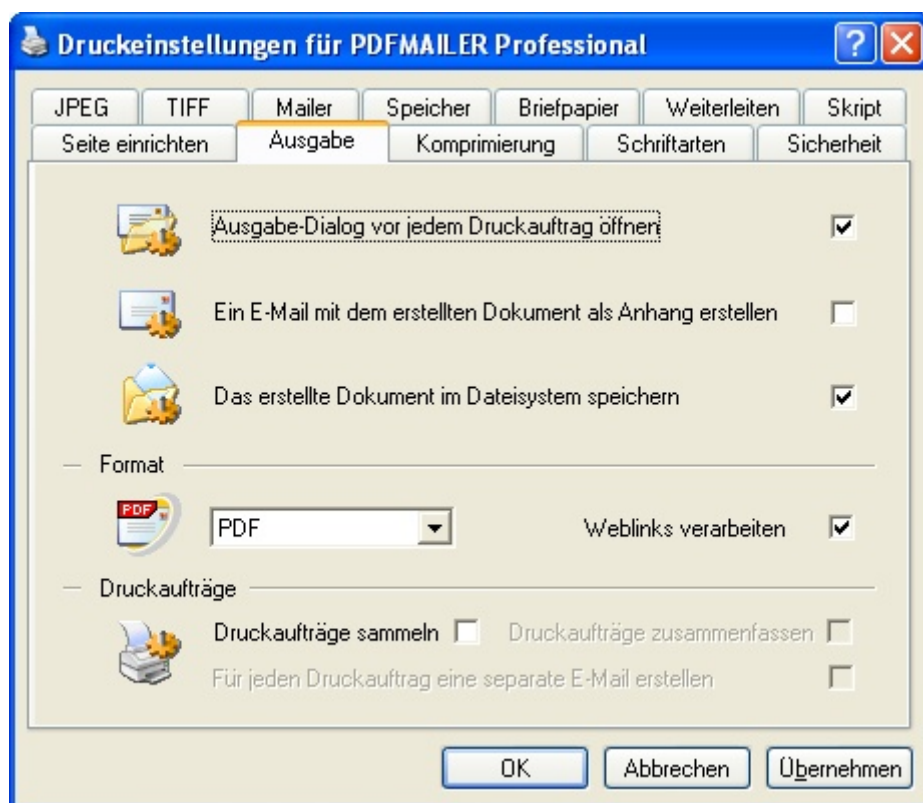 Druckeinstellungen für PDFMAILER Professional
JPEG TIFF Mailer Speicher Briefpapier Weiterleiten Skript
Seite einrichten Ausgabe Komprimierung Schriftarten Sicherheit
Ausgabe-Dialog vor jedem Druckauftrag öffnen
Ein E-Mail mit dem erstellten Dokument als Anhang erstellen
Das erstellte Dokument im Dateisystem speichern
Format
PDF PDF Weblinks verarbeiten
Druckaufträge
Druckaufträge sammeln Druckaufträge zusammenfassen
Für jeden Druckauftrag eine separate E-Mail erstellen
OK Abbrechen Übernehmen